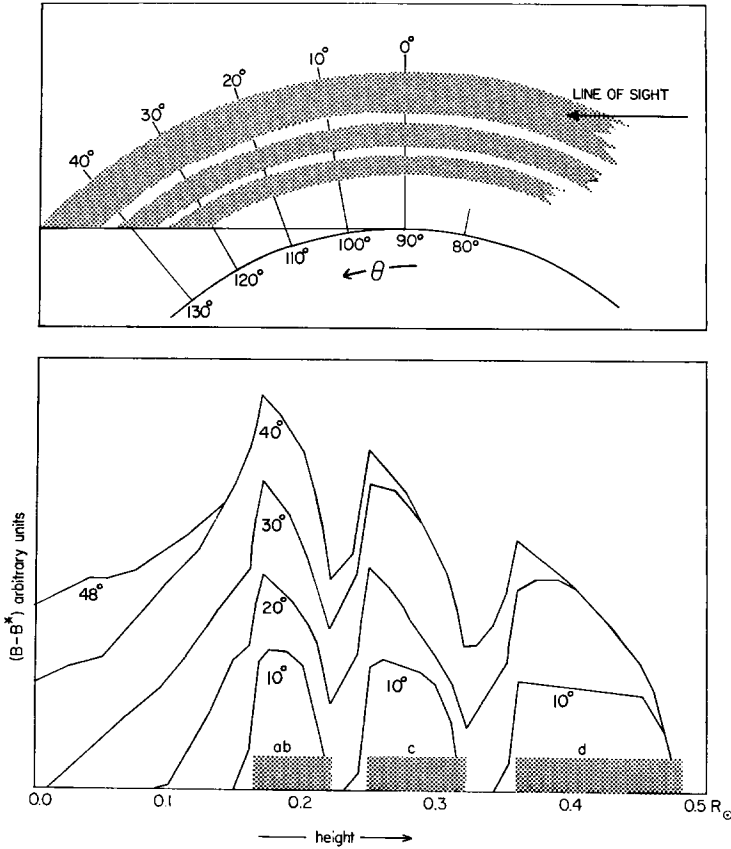 0°
10°
20°
30°
40°
LINE OF SIGHT
80°
90°
100°
110°
120°
130°
← θ —
(B-B*) arbitrary units
40°
30°
20°
10°
48°
10°
10°
ab
c
d
0.0 0.1 0.2 0.3 0.4 0.5 R☉
height